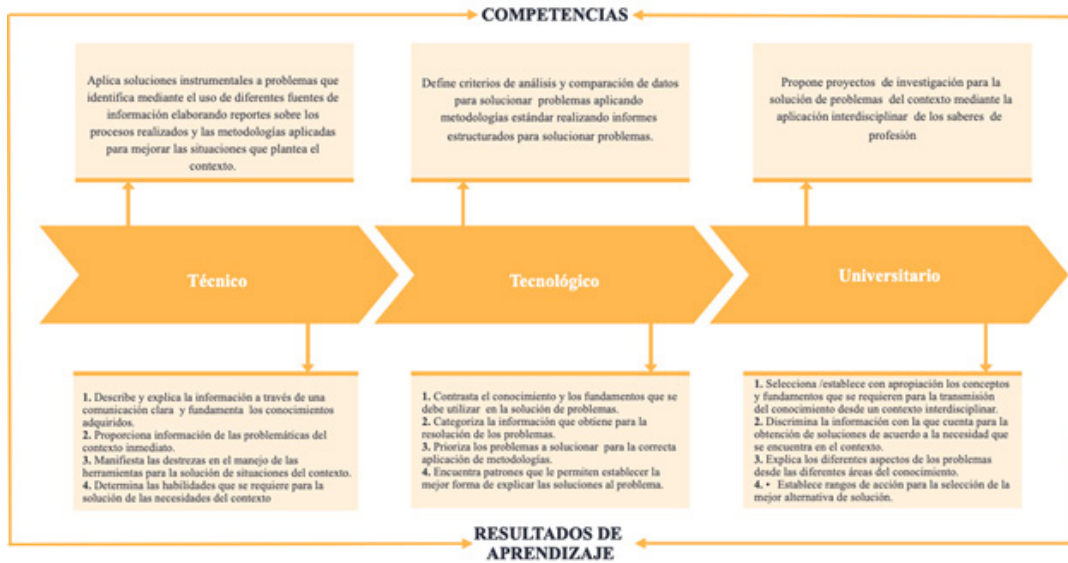 COMPETENCIAS
Aplica soluciones instrumentales a problemas que
identifica mediante el uso de diferentes fuentes de
información elaborando reportes sobre los
procesos realizados y las metodologías aplicadas
para mejorar las situaciones que plantea el
contexto.
Define criterios de análisis y comparación de datos
para solucionar problemas aplicando
metodologías estándar realizando informes
estructurados para solucionar problemas.
Propone proyectos de investigación para la
solución de problemas del contexto mediante la
aplicación interdisciplinar de los saberes de
profesión
Técnico
Tecnológico
Universitario
1. Describe y explica la información a través de una
comunicación clara y fundamenta los conocimientos
adquiridos.
2. Proporciona información de las problemáticas del
contexto inmediato.
3. Manifiesta las destrezas en el manejo de las
herramientas para la solución de situaciones del contexto.
4. Determina las habilidades que se requiere para la
solución de las necesidades del contexto
1. Contrasta el conocimiento y los fundamentos que se
debe utilizar en la solución de problemas.
2. Categoriza la información que obtiene para la
resolución de los problemas.
3. Prioriza los problemas a solucionar para la correcta
aplicación de metodologías.
4. Encuentra patrones que le permiten establecer la
mejor forma de explicar las soluciones al problema.
1. Selecciona /establece con apropiación los conceptos
y fundamentos que se requieren para la transmisión
del conocimiento desde un contexto interdisciplinar.
2. Discrimina la información con la que cuenta para la
obtención de soluciones de acuerdo a la necesidad que
se encuentra en el contexto.
3. Explica los diferentes aspectos de los problemas
desde las diferentes áreas del conocimiento.
4. • Establece rangos de acción para la selección de la
mejor alternativa de solución.
RESULTADOS DE
APRENDIZAJE